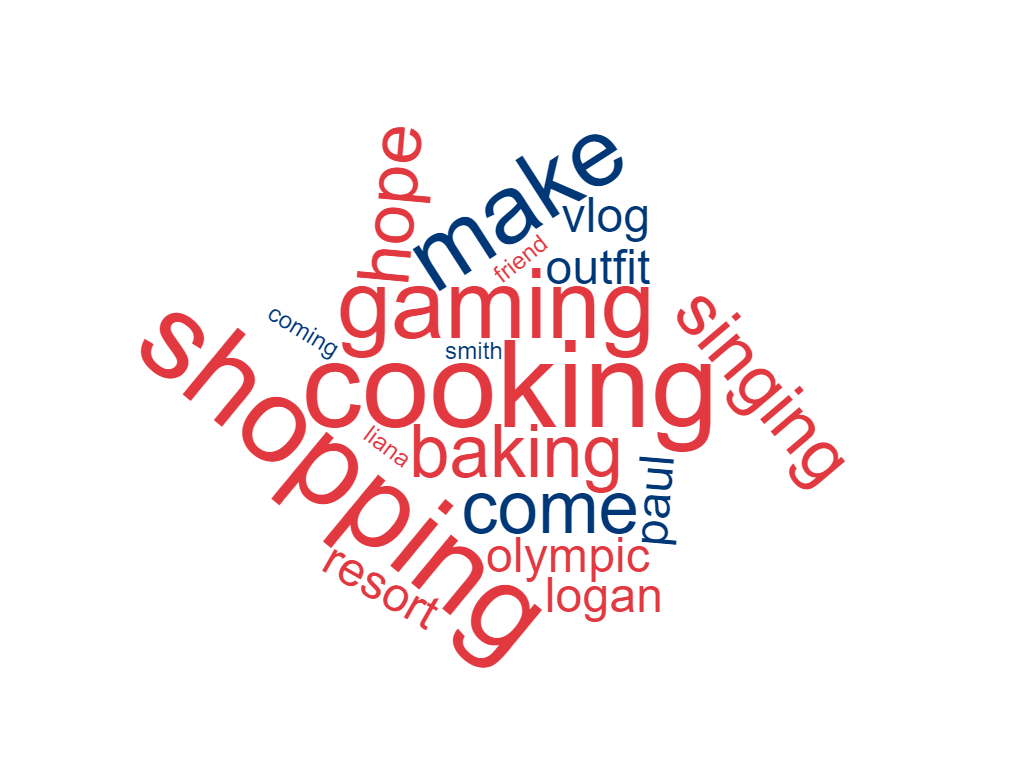 hope
make
vlog
friend
outfit
gaming
singing
coming
smith
shopping
cooking
liana
baking
paul
come
olympic
resort
logan